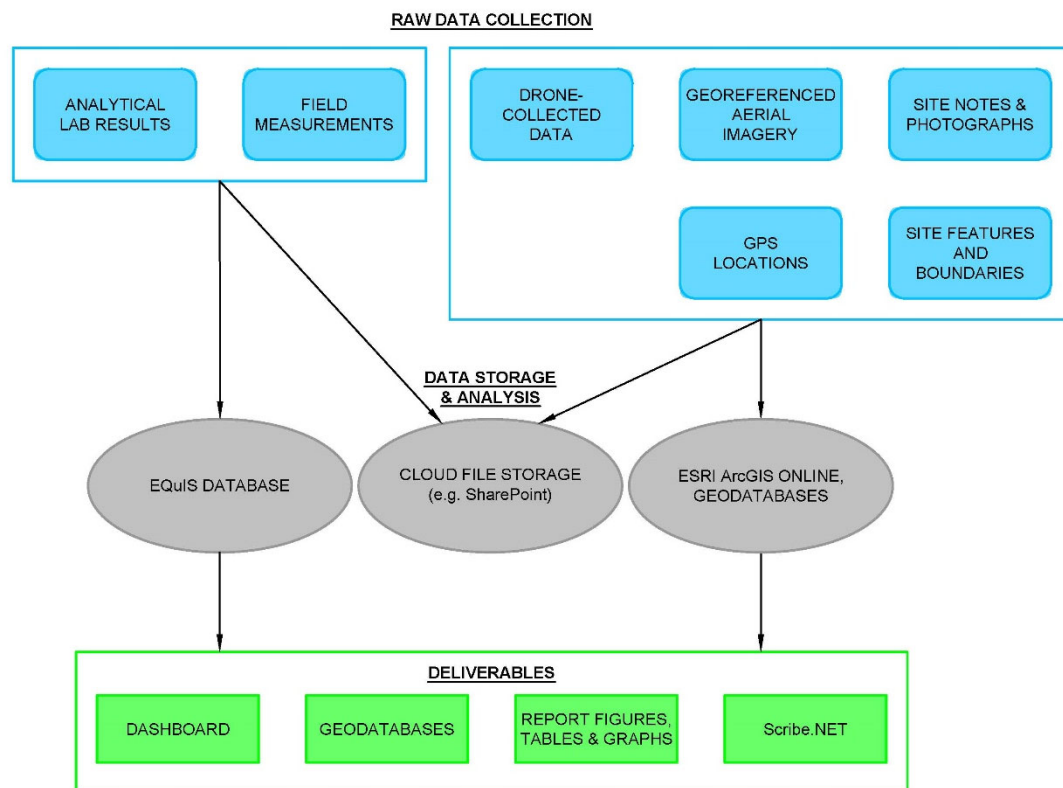 RAW DATA COLLECTION
ANALYTICAL
LAB RESULTS
FIELD
MEASUREMENTS
DRONE-
COLLECTED
DATA
GEOREFERENCED
AERIAL
IMAGERY
SITE NOTES &
PHOTOGRAPHS
GPS
LOCATIONS
SITE FEATURES
AND
BOUNDARIES
DATA STORAGE
& ANALYSIS
EQuIS DATABASE
CLOUD FILE STORAGE
(e.g. SharePoint)
ESRI ArcGIS ONLINE,
GEODATABASES
DELIVERABLES
DASHBOARD
GEODATABASES
REPORT FIGURES,
TABLES & GRAPHS
Scribe.NET